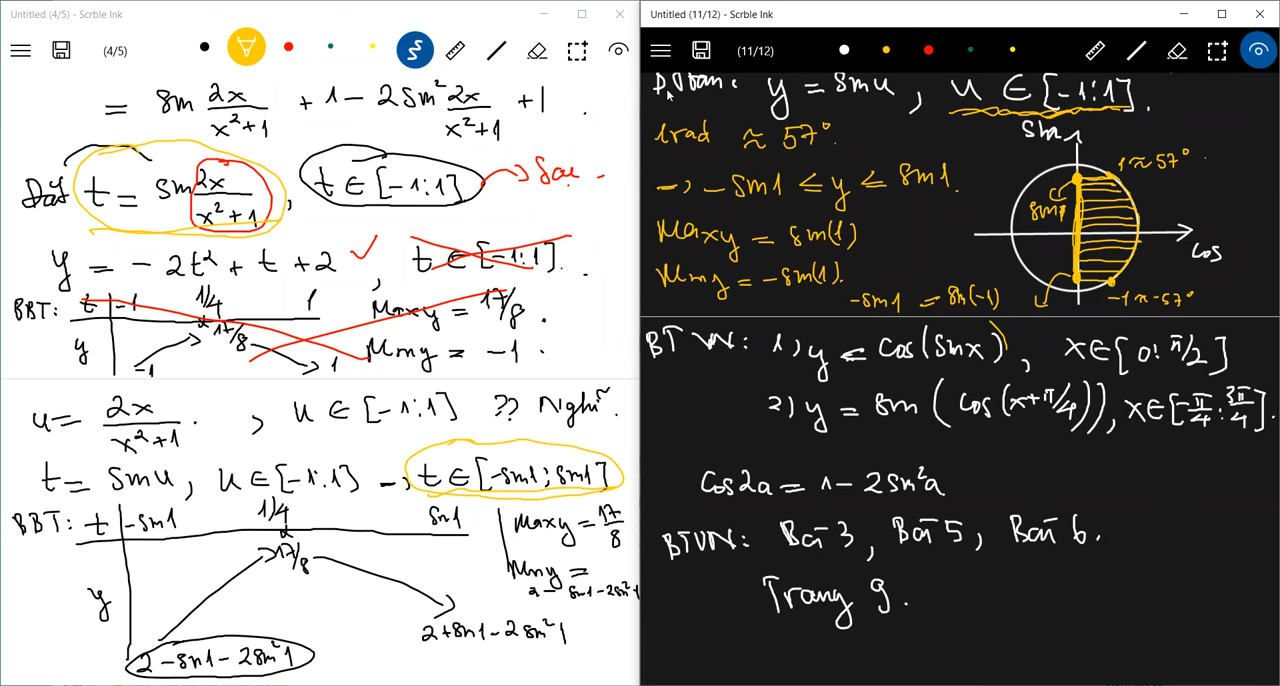 Untitled (4/5) - Scrble Ink
(4/5)
= sin 2x/(x²+1) + 1 - 2sin² 2x/(x²+1) + 1.
Đặt t = sin 2x/(x²+1), t ∈ [-1;1] → Sai.
y = -2t² + t + 2 ✓, t ∈ [-1;1].
BBT: t | -1 1/4 1 Max y = 17/8.
y | -1 17/8 1 Min y = -1.
u = 2x/(x²+1), u ∈ [-1;1] ?? Nghĩ.
t = sin u, u ∈ [-1;1] → t ∈ [-sin1; sin1]
BBT: t | -sin1 1/4 sin1 | Max y = 17/8
y 17/8 Min y =
2 - sin1 - 2sin²1
2 + sin1 - 2sin²1
2 - sin1 - 2sin²1
Untitled (11/12) - Scrble Ink
(11/12)
y = sin u, u ∈ [-1;1].
1rad ≈ 57°
→ -sin1 ≤ y ≤ sin1.
Max y = sin(1)
Min y = -sin(1).
sin
1
1 ≈ 57°
sin1
cos
-sin1 = sin(-1)
-1 ≈ -57°
BTVN: 1) y = cos(sinx), x ∈ [0; π/2]
2) y = sin(cos(x+π/4)), x ∈ [-π/4; 3π/4].
cos2a = 1 - 2sin²a
BTVN: Bài 3, Bài 5, Bài 6.
Trang 9.